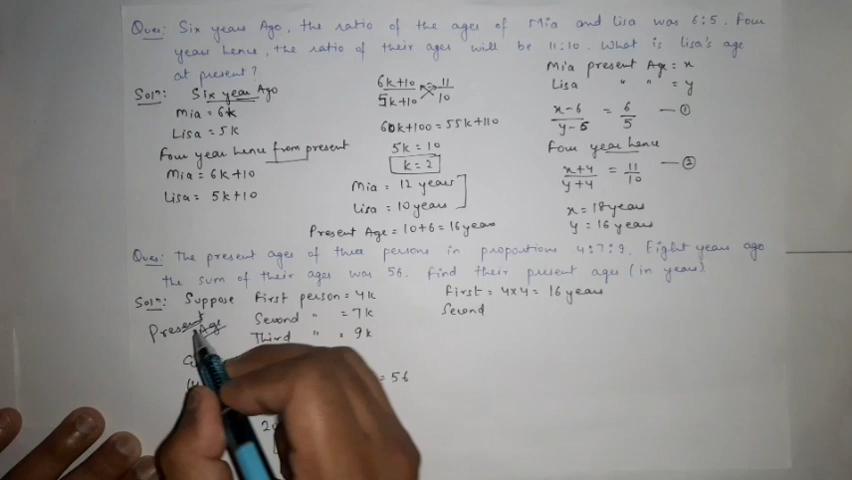 Ques: Six years Ago, the ratio of the ages of Mia and Lisa was 6:5. Four
years hence, the ratio of their ages will be 11:10. What is Lisa's age
at present?
Soln: Six year Ago
Mia = 6k
Lisa = 5k
Four year hence from present
Mia = 6k+10
Lisa = 5k+10
6k+10/5k+10 = 11/10
60k+100 = 55k+110
5k = 10
k = 2
Mia = 12 years
Lisa = 10 years
Present Age = 10+6 = 16 years
Mia present Age = x
Lisa " " = y
x-6/y-6 = 6/5 — ①
Four year hence
x+4/y+4 = 11/10 — ②
x = 18 years
y = 16 years
Ques: The present ages of three persons in proportions 4:7:9. Eight years ago
the sum of their ages was 56. Find their present ages (in years)
Soln: Suppose First person = 4k
Present Age
Second " = 7k
Third " = 9k
= 56
First = 4x4 = 16 years
Second